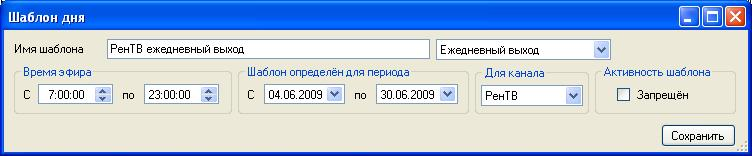 Шаблон дня
Имя шаблона РенТВ ежедневный выход Ежедневный выход
Время эфира Шаблон определён для периода Для канала Активность шаблона
С 7:00:00 по 23:00:00 С 04.06.2009 по 30.06.2009 РенТВ Запрещён
Сохранить